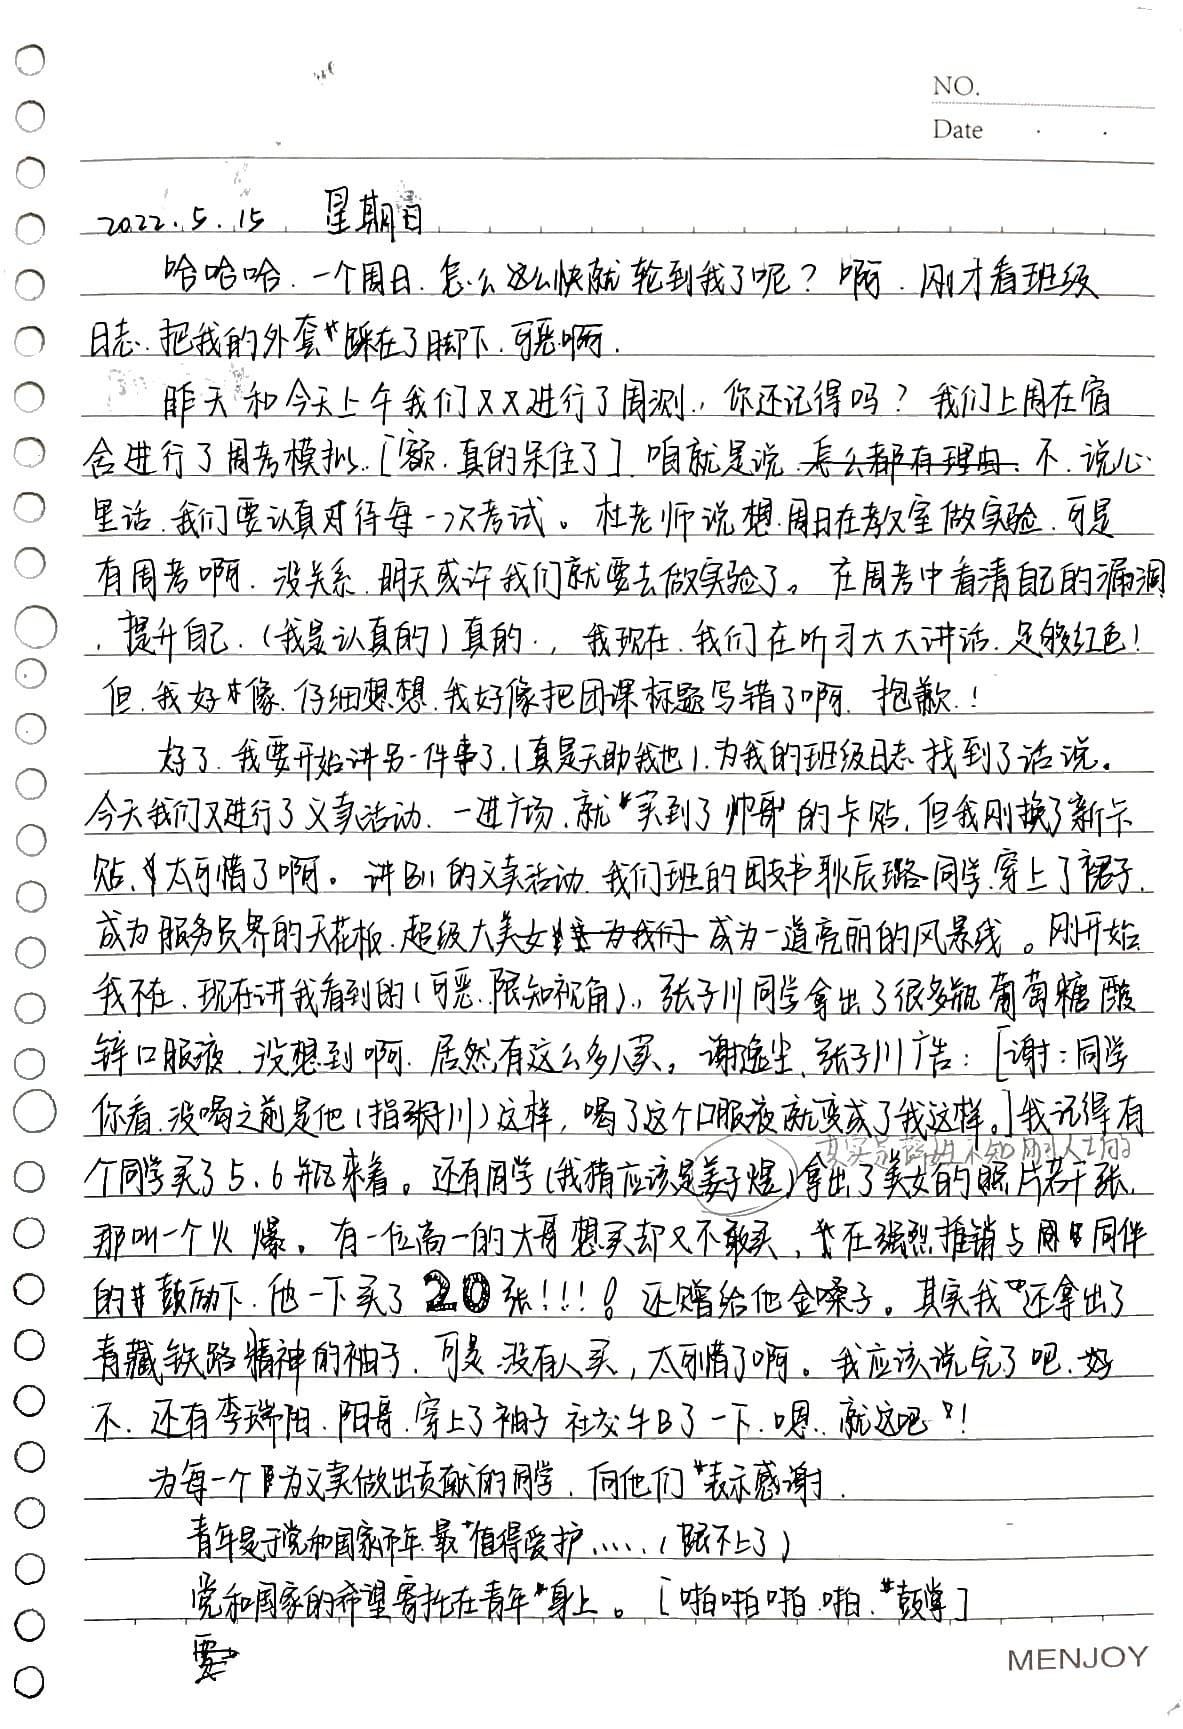 NO.
Date
2022.5.15 星期日
哈哈哈.一个周日.怎么这么快就轮到我了呢?啊.刚才看班级
日志.把我的外套踩在了脚下.可恶啊.
昨天和今天上午我们又又进行了周测.,你还记得吗?我们上周在宿
舍进行了周考模拟.[额.真的呆住了].咱就是说.怎么都有理由.不.说心
里话.我们要认真对待每一次考试。杜老师说想.周日在教室做实验.可是
有周考啊.没关系.明天或许我们就要去做实验了。在周考中看清自己的漏洞
.提升自己.(我是认真的)真的.,我现在.我们在听习大大讲话.足够红色!
但.我好像.仔细想想.我好像把团课标题写错了啊.抱歉.!
好了.我要开始讲另一件事了.(真是天助我也).为我的班级日志.找到了话说。
今天我们又进行了义卖活动.一进广场.就买到了帅哥的卡贴,但我刚换了新卡
贴,太可惜了啊。讲B11的义卖活动.我们班的团支书耿辰璐同学.穿上了裙子,
成为服务员界的天花板.超级大美女为我们成为一道亮丽的风景线。刚开始
我不在.现在讲我看到的(可恶.限知视角).,张子川同学拿出了很多瓶葡萄糖酸
锌口服液.没想到啊.居然有这么多人买。谢逸尘、张子川广告:[谢:同学
你看.没喝之前是他(指张子川)这样,喝了这个口服液就变成了我这样。]我记得有
其实是不知的人士的
个同学买了5.6瓶来着。还有同学(我猜应该是姜子煜)拿出了美女的照片若干张.
那叫一个火爆。有一位高一的大哥想买却又不敢买,在强烈推销与同伴
的鼓励下.他一下买了20张!!!!还赠给他金嗓子。其实我还拿出了
青藏铁路精神的袖子.可是.没有人买,太可惜了啊。我应该说完了吧.好
不.还有李瑞阳.阳哥.穿上了袖子社交牛B了一下.嗯..就这吧!
为每一个为义卖做出贡献的同学.向他们表示感谢.
青年是于党和国家而年.最值得爱护.....(跟不上了)
党和国家的希望寄托在青年身上。[啪啪啪.啪.鼓掌]
MENJOY